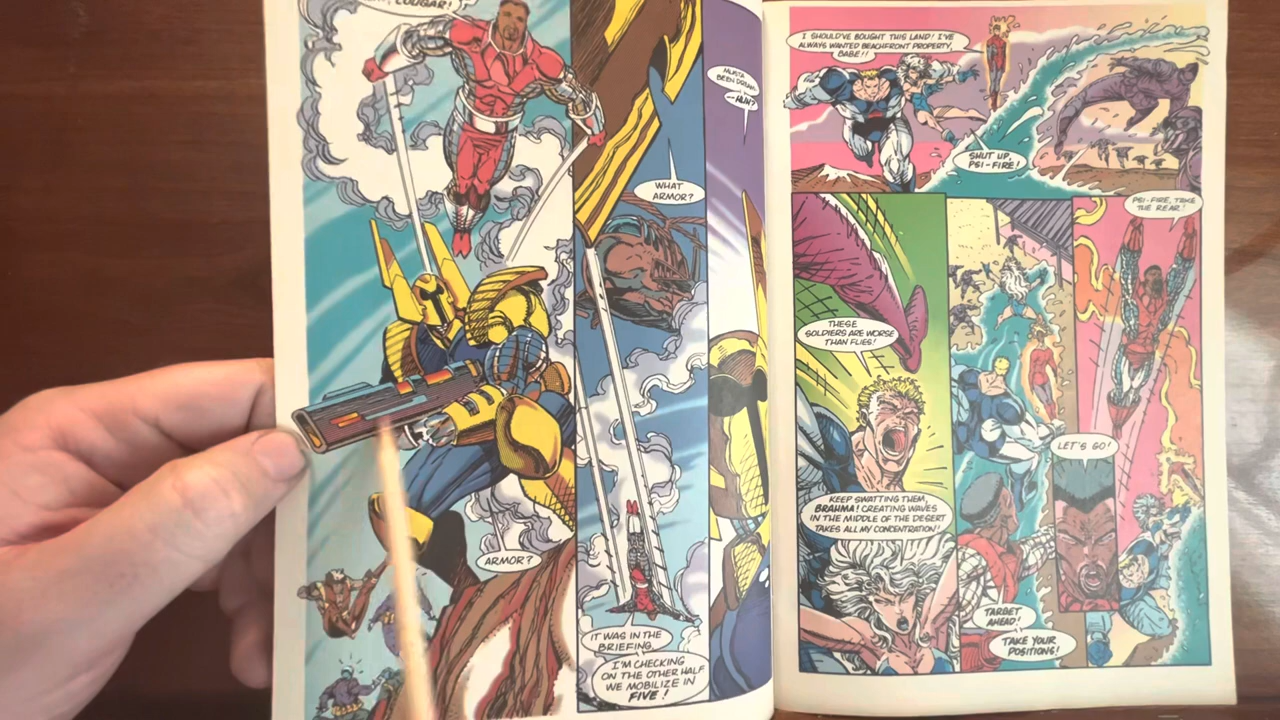 COUGAR!
WHAT
ARMOR?
ARMOR?
IT WAS IN THE
BRIEFING.
I'M CHECKING
ON THE OTHER HALF
WE MOBILIZE IN
FIVE!
MUSTA
BEEN DREAM
--HUH?
I SHOULD'VE BOUGHT THIS LAND! I'VE
ALWAYS WANTED BEACHFRONT PROPERTY,
BABE!!
SHUT UP,
PSI-FIRE!
THESE
SOLDIERS ARE WORSE
THAN FLIES!
KEEP SWATTING THEM,
BRAHMA! CREATING WAVES
IN THE MIDDLE OF THE DESERT
TAKES ALL MY CONCENTRATION!
TARGET
AHEAD!
TAKE YOUR
POSITIONS!
LET'S GO!
PSI-FIRE, TAKE
THE REAR!